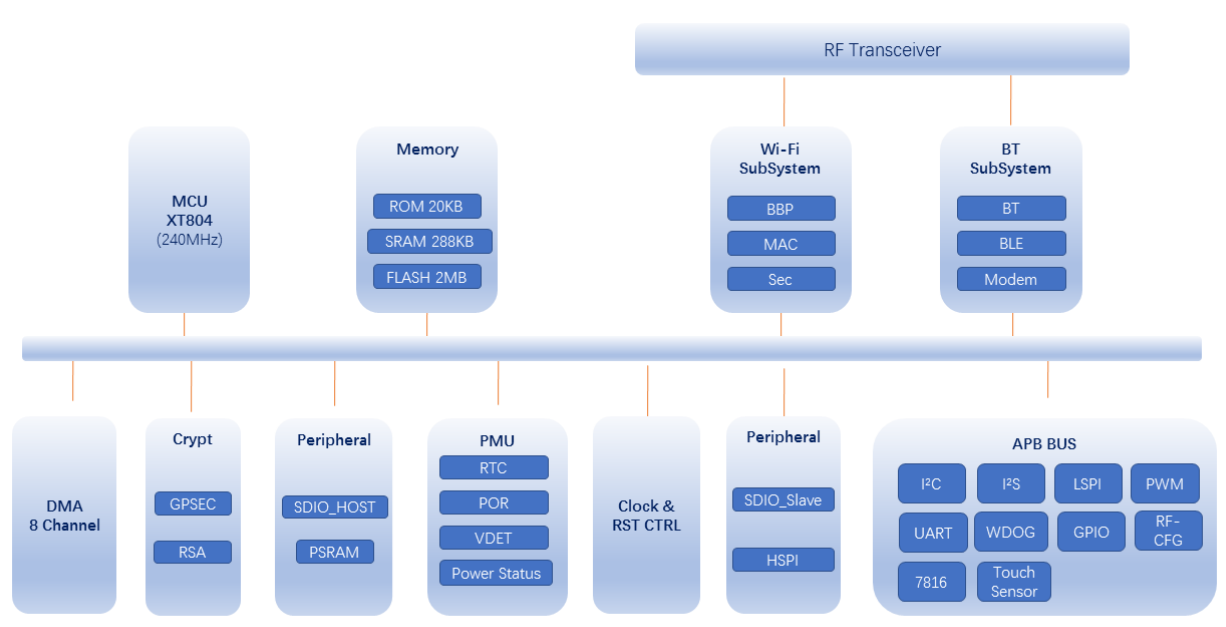 RF Transceiver
MCU
XT804
(240MHz)
Memory
ROM 20KB
SRAM 288KB
FLASH 2MB
Wi-Fi
SubSystem
BBP
MAC
Sec
BT
SubSystem
BT
BLE
Modem
DMA
8 Channel
Crypt
GPSEC
RSA
Peripheral
SDIO_HOST
PSRAM
PMU
RTC
POR
VDET
Power Status
Clock &
RST CTRL
Peripheral
SDIO_Slave
HSPI
APB BUS
I²C
I²S
LSPI
PWM
UART
WDOG
GPIO
RF-
CFG
7816
Touch
Sensor